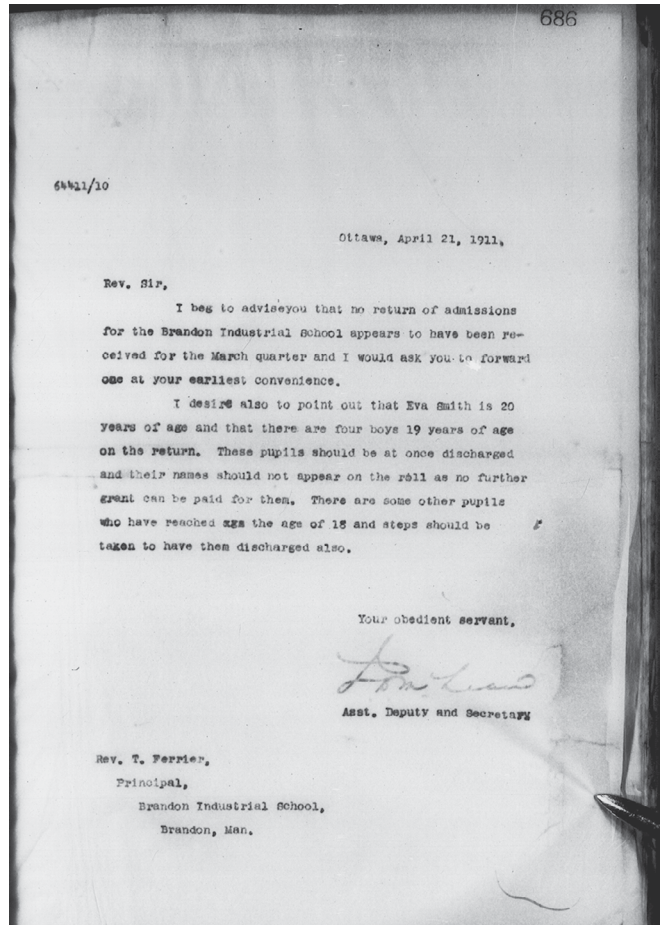 686
64411/10
Ottawa, April 21, 1911.
Rev. Sir,
I beg to adviseyou that no return of admissions
for the Brandon Industrial School appears to have been re-
ceived for the March quarter and I would ask you to forward
one at your earliest convenience.
I desire also to point out that Eva Smith is 20
years of age and that there are four boys 19 years of age
on the return. These pupils should be at once discharged
and their names should not appear on the roll as no further
grant can be paid for them. There are some other pupils
who have reached aga the age of 18 and steps should be
taken to have them discharged also.
Your obedient servant,
Asst. Deputy and Secretary
Rev. T. Ferrier,
Principal,
Brandon Industrial School,
Brandon, Man.